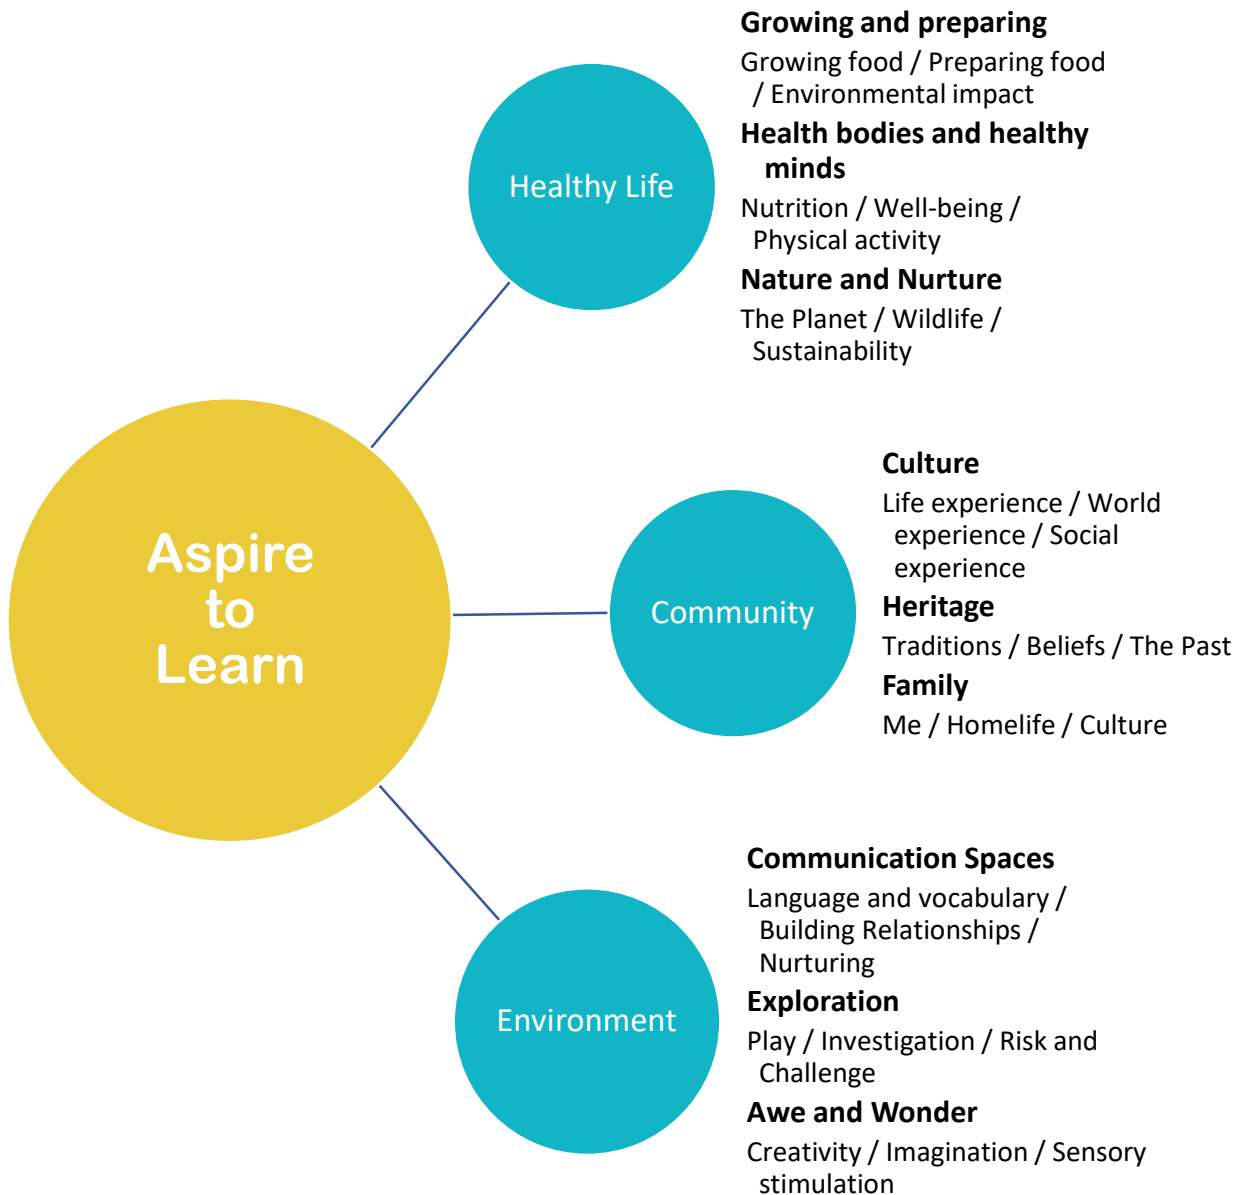 Aspire
to
Learn
Healthy Life
Growing and preparing
Growing food / Preparing food
/ Environmental impact
Health bodies and healthy
minds
Nutrition / Well-being /
Physical activity
Nature and Nurture
The Planet / Wildlife /
Sustainability
Community
Culture
Life experience / World
experience / Social
experience
Heritage
Traditions / Beliefs / The Past
Family
Me / Homelife / Culture
Environment
Communication Spaces
Language and vocabulary /
Building Relationships /
Nurturing
Exploration
Play / Investigation / Risk and
Challenge
Awe and Wonder
Creativity / Imagination / Sensory
stimulation